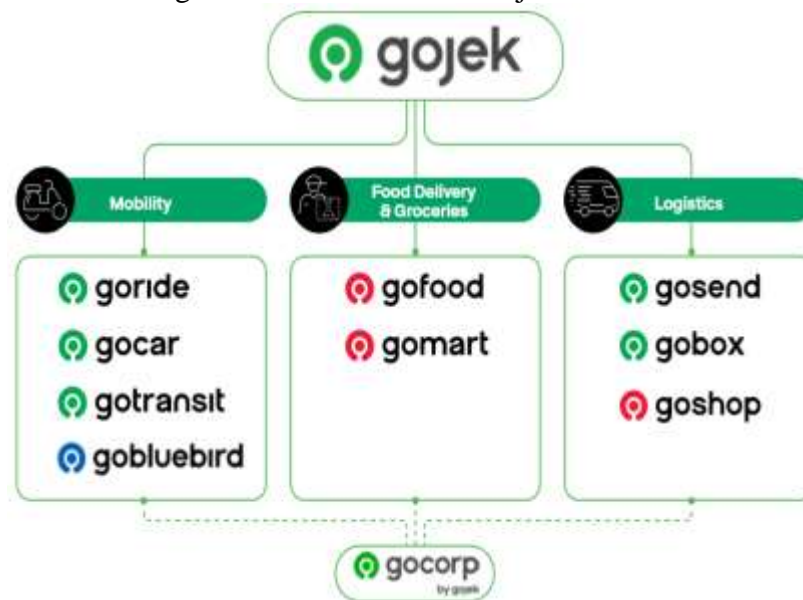 gojek
Mobility
Food Delivery
& Groceries
Logistics
goride
gocar
gotransit
gobluebird
gofood
gomart
gosend
gobox
goshop
gocorp
by gojek